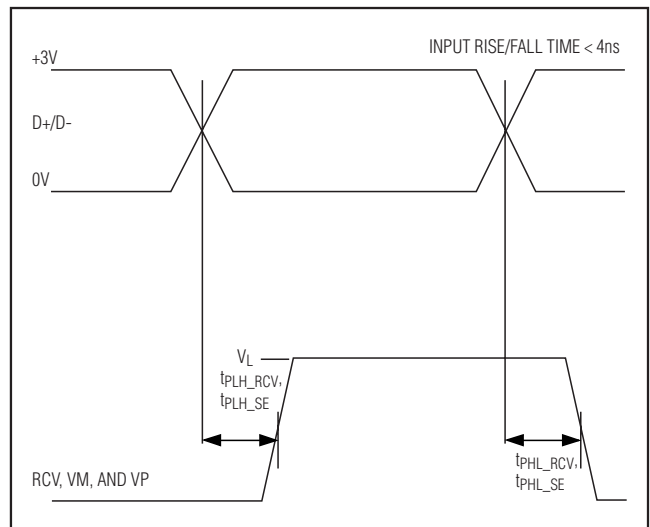 INPUT RISE/FALL TIME < 4ns
+3V
D+/D-
0V
VL
tPLH_RCV,
tPLH_SE
tPHL_RCV,
tPHL_SE
RCV, VM, AND VP